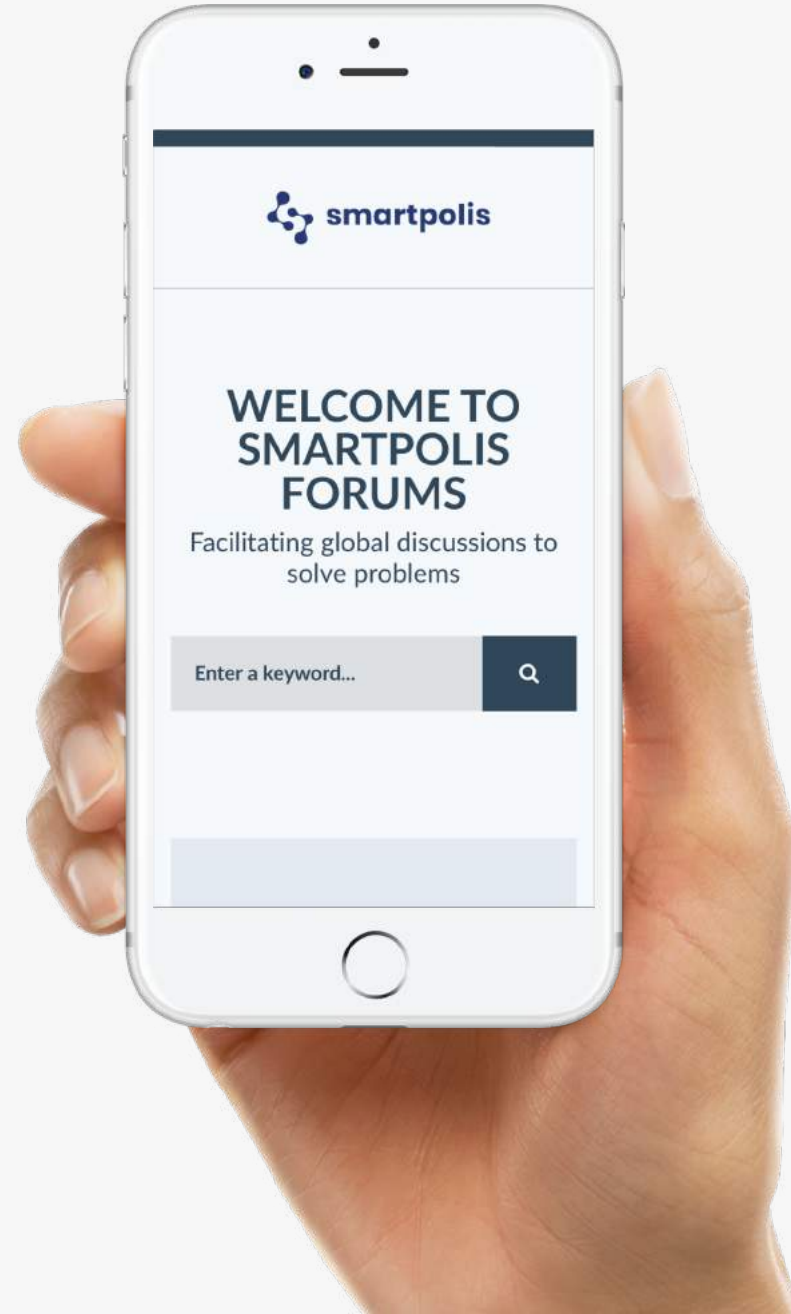 smartpolis
WELCOME TO
SMARTPOLIS
FORUMS
Facilitating global discussions to
solve problems
Enter a keyword...